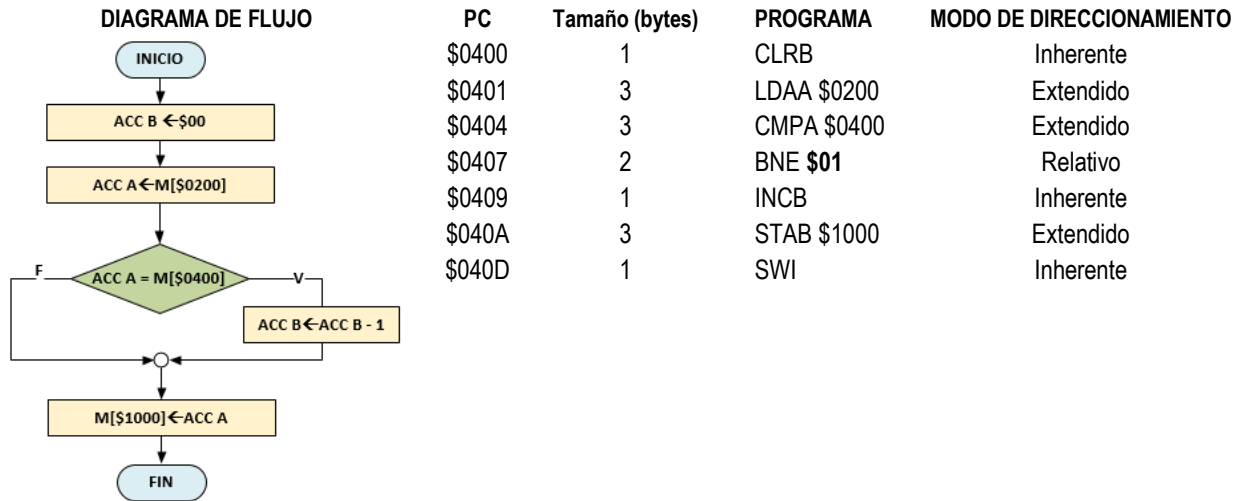 DIAGRAMA DE FLUJO PC Tamaño (bytes) PROGRAMA MODO DE DIRECCIONAMIENTO
INICIO
ACC B ←$00
ACC A←M[$0200]
ACC A = M[$0400]
F
V
ACC B←ACC B - 1
M[$1000]←ACC A
FIN
$0400 1 CLRB Inherente
$0401 3 LDAA $0200 Extendido
$0404 3 CMPA $0400 Extendido
$0407 2 BNE $01 Relativo
$0409 1 INCB Inherente
$040A 3 STAB $1000 Extendido
$040D 1 SWI Inherente